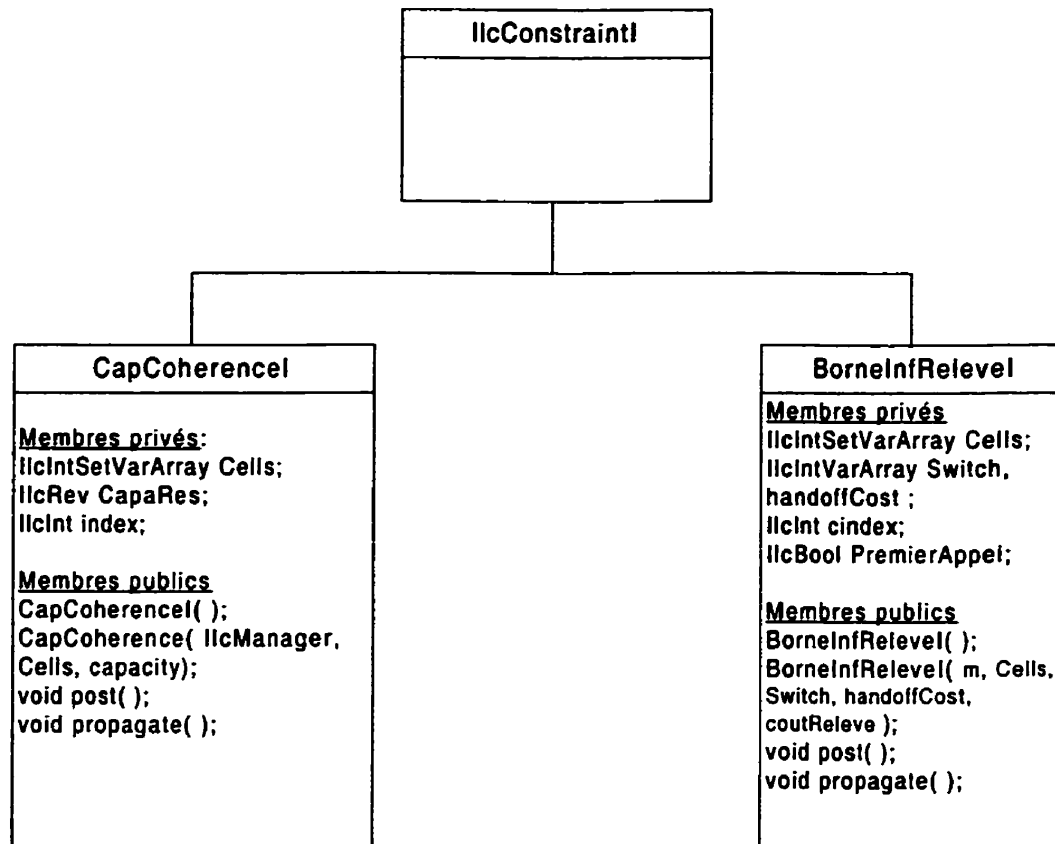 IlcConstraintI
CapCoherenceI
Membres privés:
IlcIntSetVarArray Cells;
IlcRev CapaRes;
IlcInt index;
Membres publics
CapCoherenceI( );
CapCoherence( IlcManager,
Cells, capacity);
void post( );
void propagate( );
BorneInfReleveI
Membres privés
IlcIntSetVarArray Cells;
IlcIntVarArray Switch,
handoffCost ;
IlcInt cindex;
IlcBool PremierAppel;
Membres publics
BorneInfReleveI( );
BorneInfReleveI( m, Cells,
Switch, handoffCost,
coutReleve );
void post( );
void propagate( );